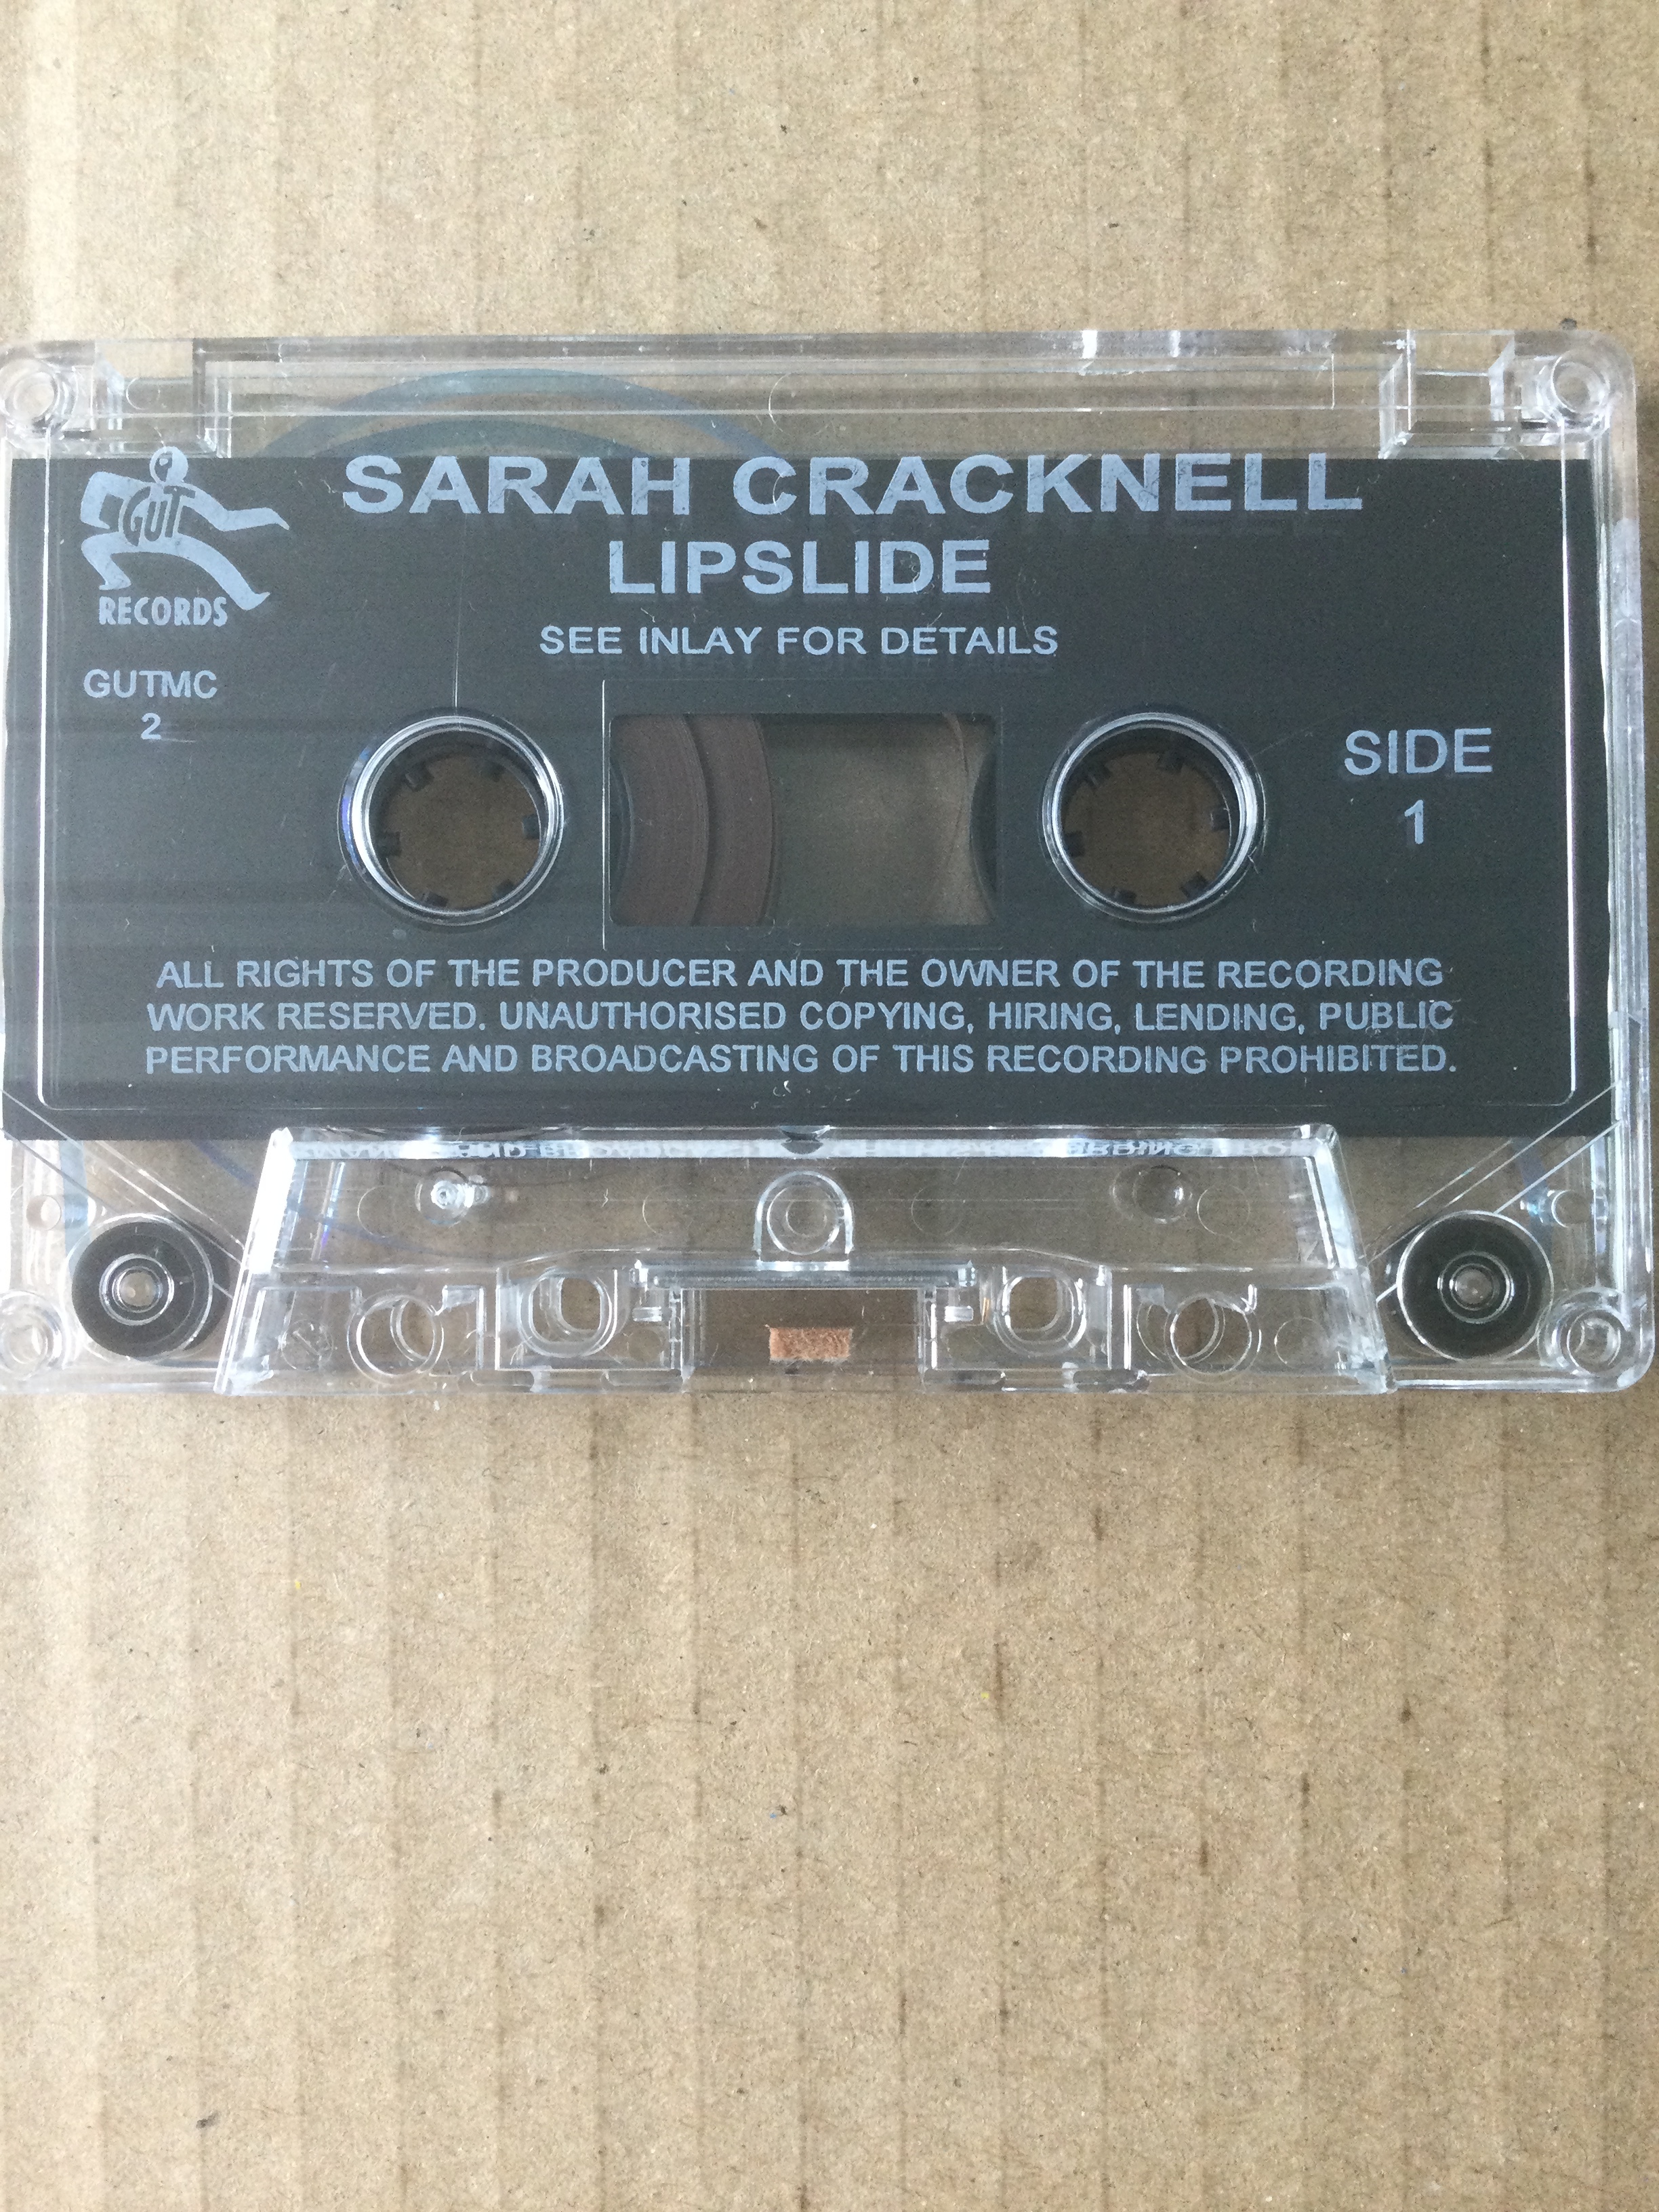 GUT
RECORDS
SARAH CRACKNELL
LIPSLIDE
SEE INLAY FOR DETAILS
GUTMC
2
SIDE
1
ALL RIGHTS OF THE PRODUCER AND THE OWNER OF THE RECORDING
WORK RESERVED. UNAUTHORISED COPYING, HIRING, LENDING, PUBLIC
PERFORMANCE AND BROADCASTING OF THIS RECORDING PROHIBITED.